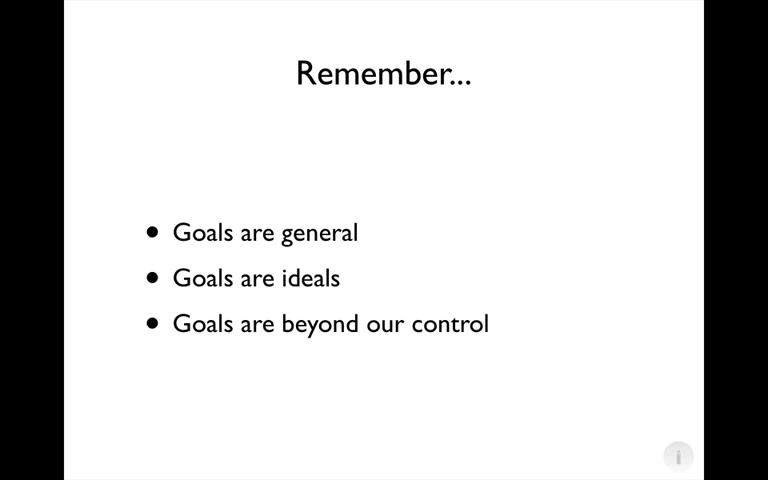 Remember...
• Goals are general
• Goals are ideals
• Goals are beyond our control
i